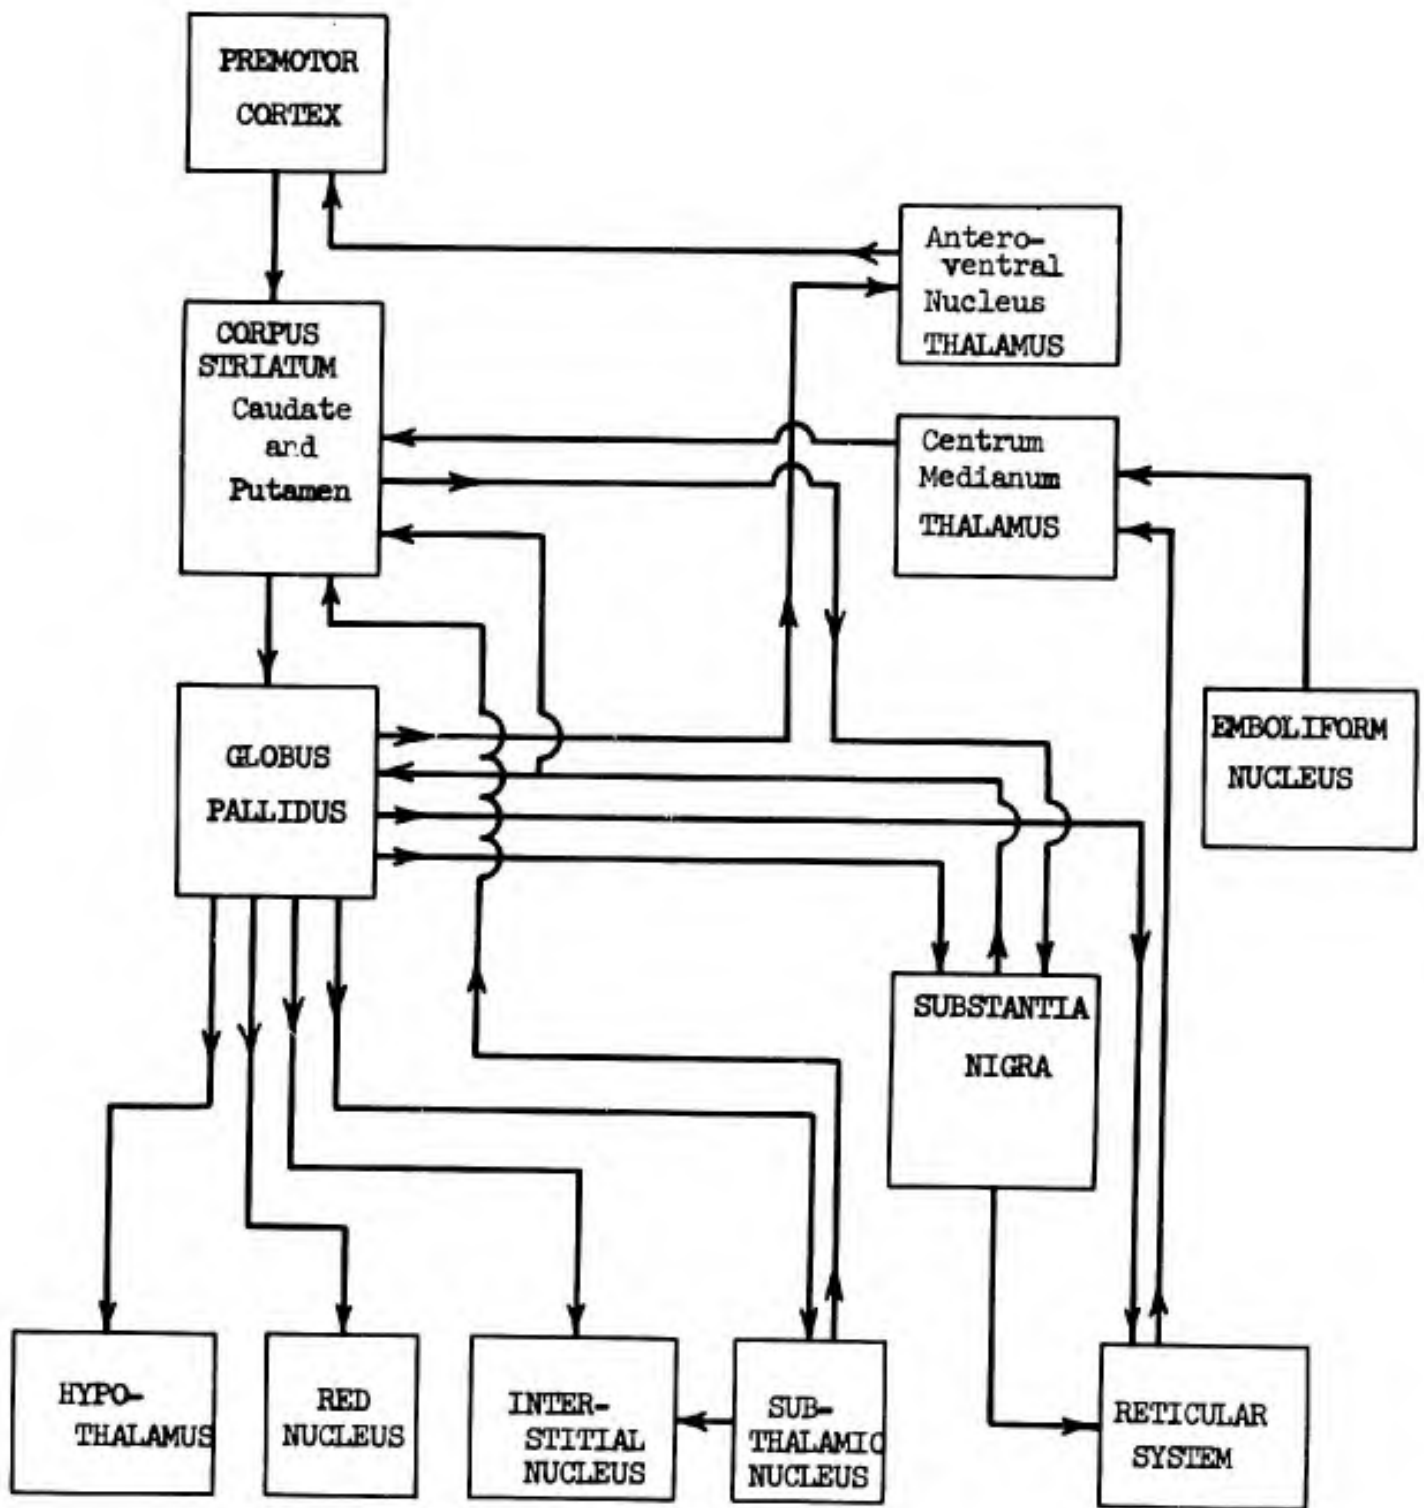 PREMOTOR
CORTEX
Antero-
ventral
Nucleus
THALAMUS
CORPUS
STRIATUM
Caudate
and
Putamen
Centrum
Medianum
THALAMUS
GLOBUS
PALLIDUS
EMBOLIFORM
NUCLEUS
SUBSTANTIA
NIGRA
HYPO-
THALAMUS
RED
NUCLEUS
INTER-
STITIAL
NUCLEUS
SUB-
THALAMIC
NUCLEUS
RETICULAR
SYSTEM